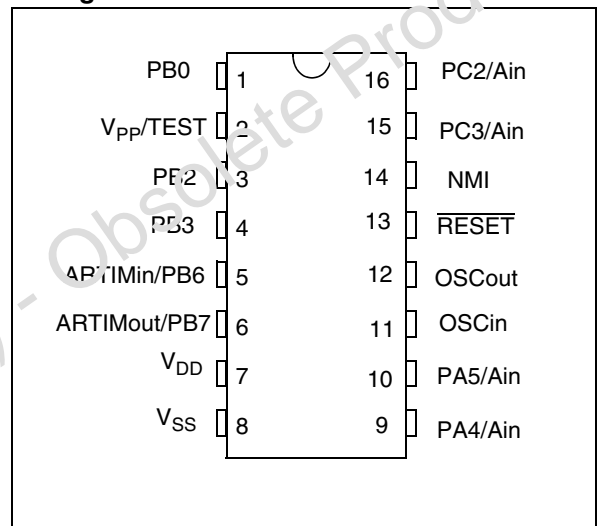 PB0 1 16 PC2/Ain
VPP/TEST 2 15 PC3/Ain
PB2 3 14 NMI
PB3 4 13 RESET
ARTIMin/PB6 5 12 OSCout
ARTIMout/PB7 6 11 OSCin
VDD 7 10 PA5/Ain
VSS 8 9 PA4/Ain
- Obsolete Prod